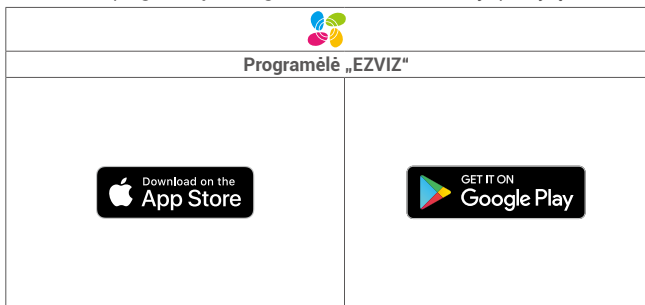 Programėlė „EZVIZ“
Download on the
App Store
GET IT ON
Google Play